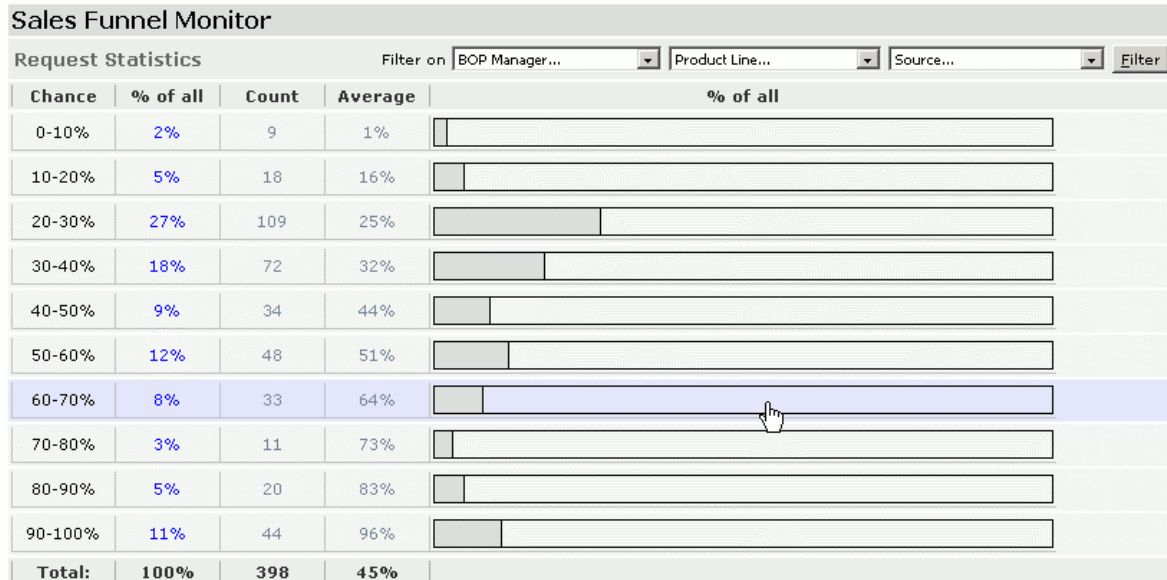 Sales Funnel Monitor
Request Statistics Filter on BOP Manager... Product Line... Source... Filter
Chance % of all Count Average % of all
0-10% 2% 9 1%
10-20% 5% 18 16%
20-30% 27% 109 25%
30-40% 18% 72 32%
40-50% 9% 34 44%
50-60% 12% 48 51%
60-70% 8% 33 64%
70-80% 3% 11 73%
80-90% 5% 20 83%
90-100% 11% 44 96%
Total: 100% 398 45%